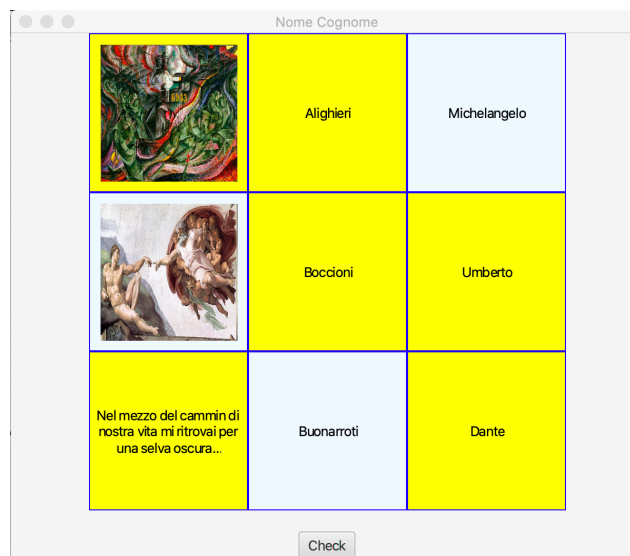 Nome Cognome
6943
Alighieri
Michelangelo
Boccioni
Umberto
Nel mezzo del cammin di
nostra vita mi ritrovai per
una selva oscura...
Buonarroti
Dante
Check